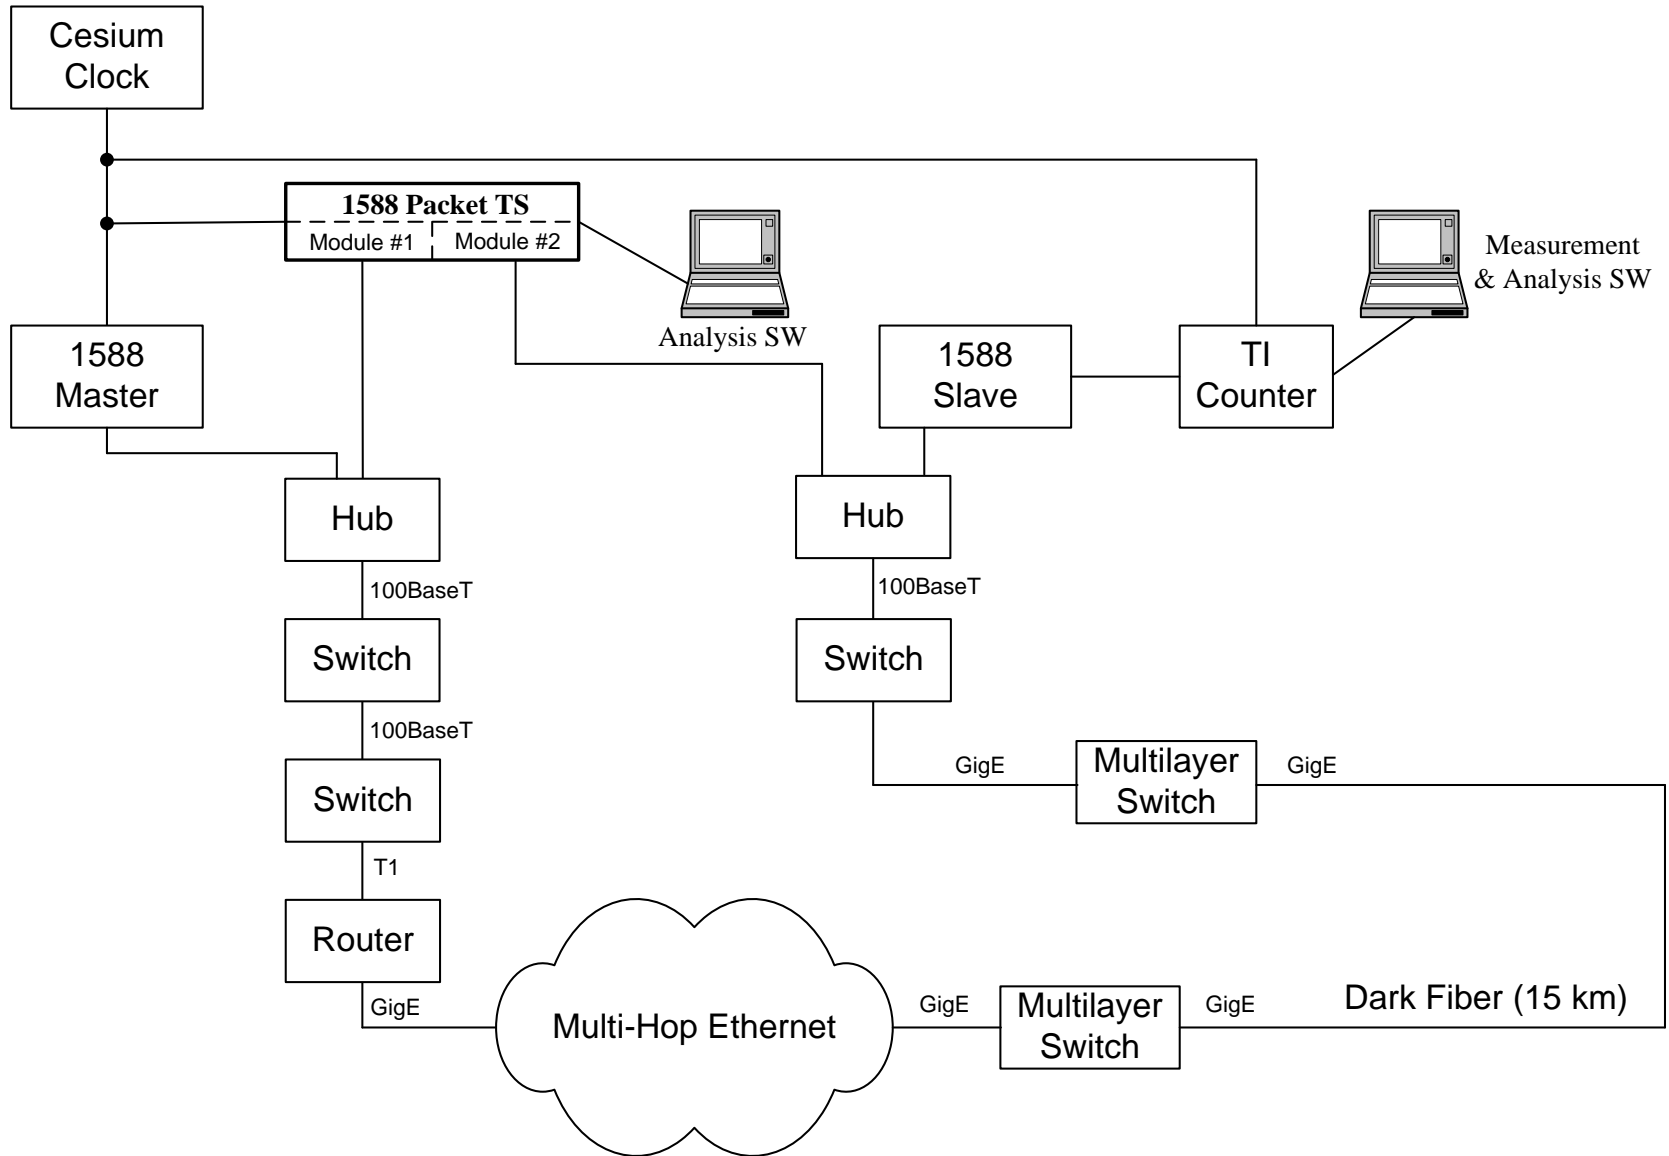 Cesium
Clock
1588 Packet TS
Module #1
Module #2
Analysis SW
Measurement
& Analysis SW
1588
Master
1588
Slave
TI
Counter
Hub
Hub
100BaseT
100BaseT
Switch
Switch
100BaseT
GigE
Multilayer
Switch
GigE
Switch
T1
Router
GigE
Multi-Hop Ethernet
GigE
Multilayer
Switch
GigE
Dark Fiber (15 km)